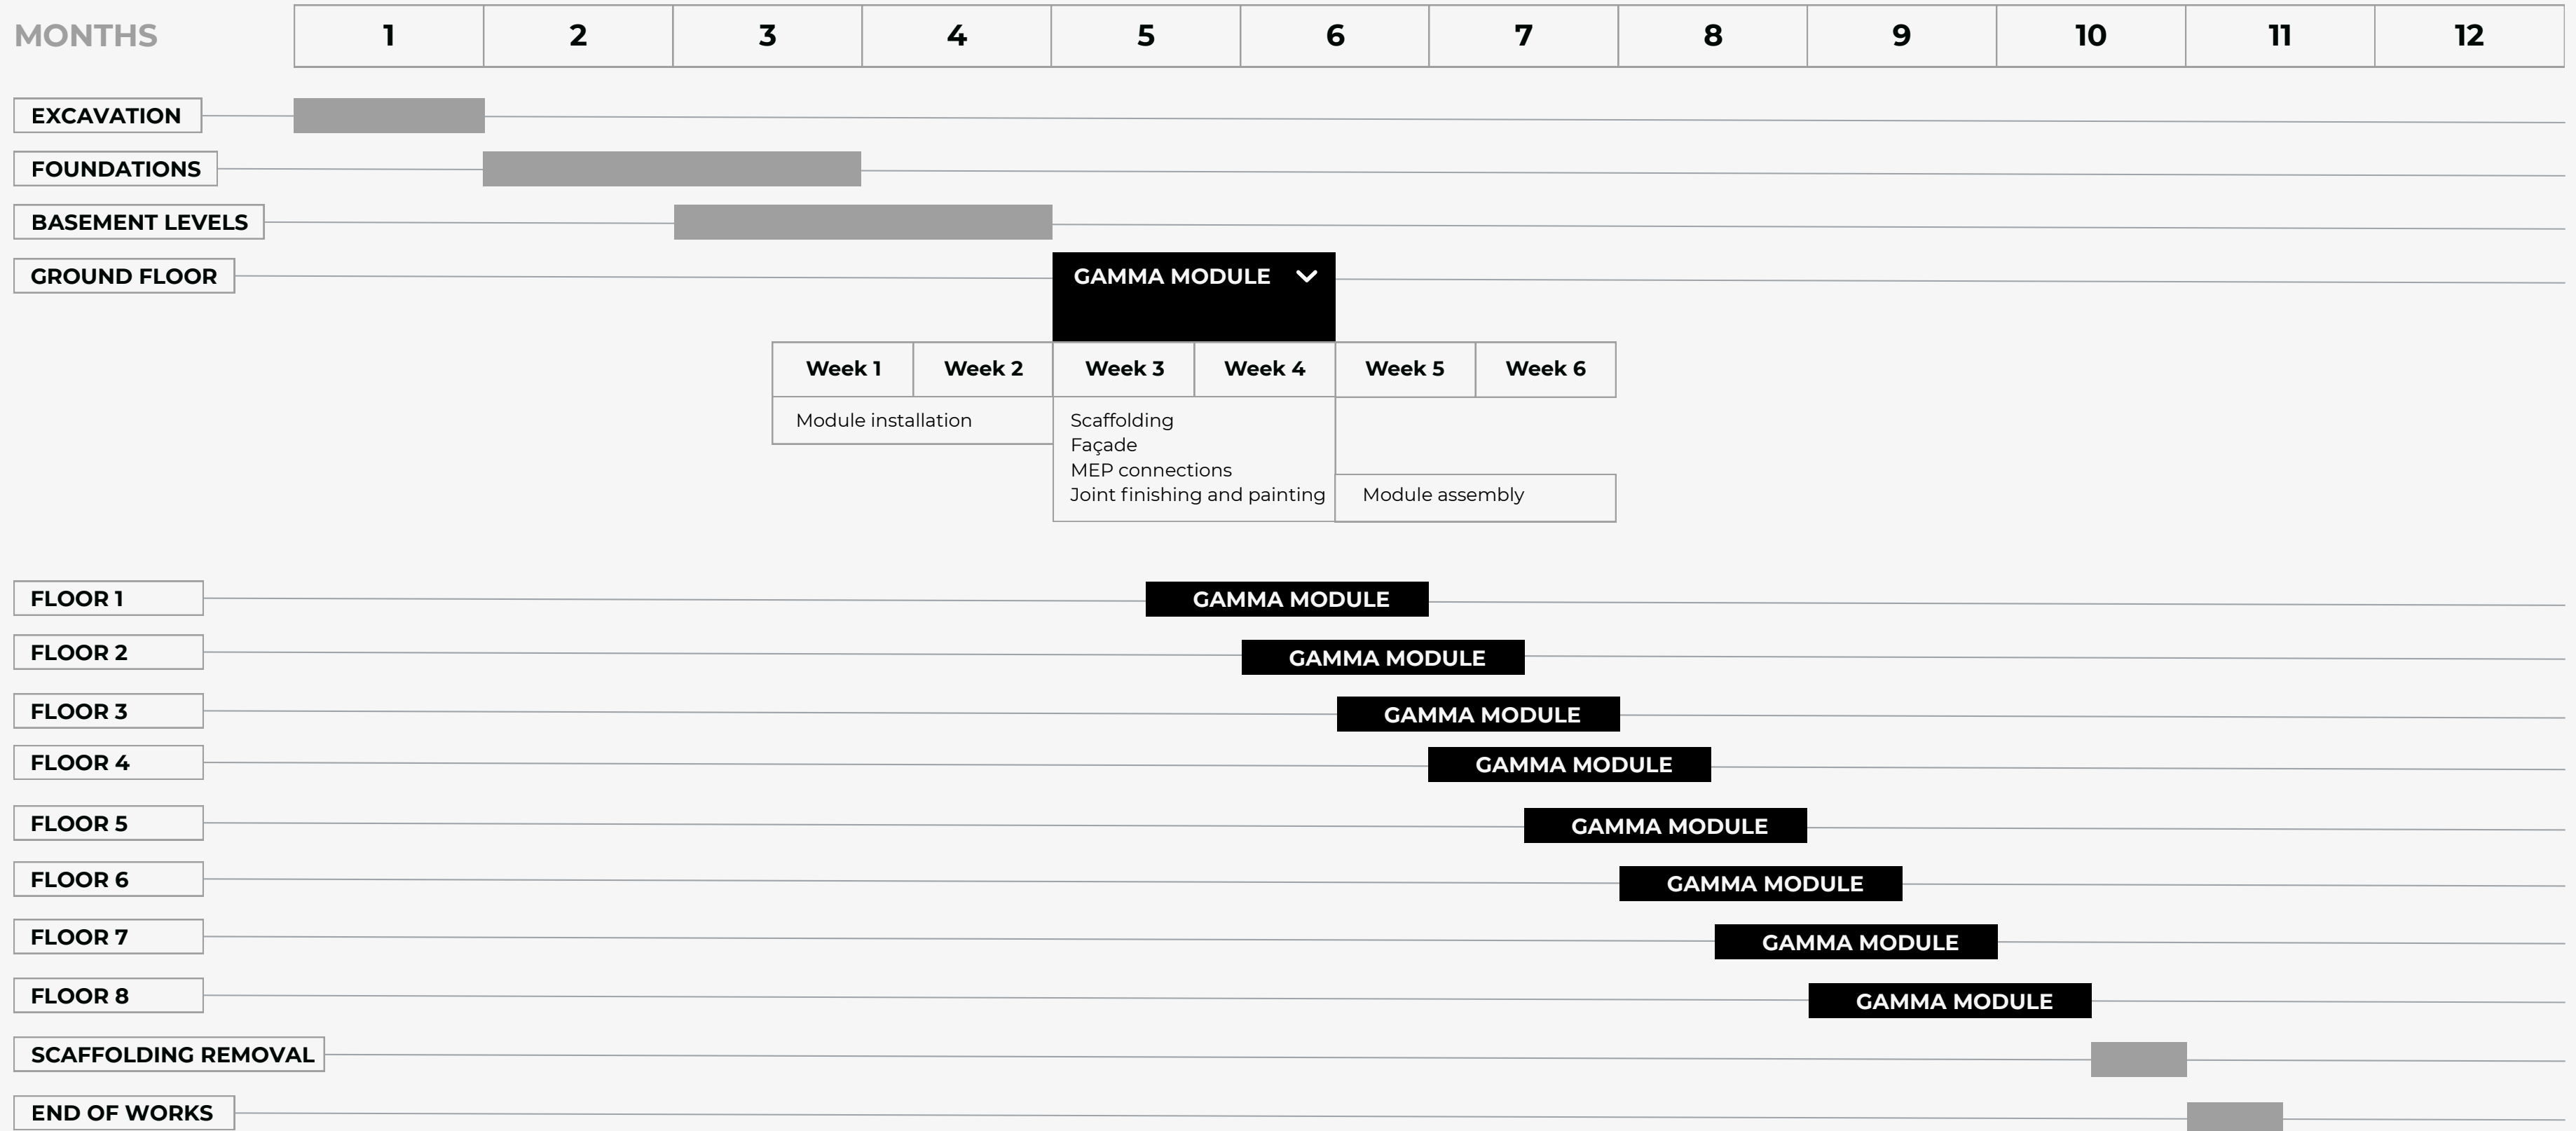 MONTHS 1 2 3 4 5 6 7 8 9 10 11 12
EXCAVATION
FOUNDATIONS
BASEMENT LEVELS
GROUND FLOOR GAMMA MODULE
Week 1 Week 2 Week 3 Week 4 Week 5 Week 6
Module installation Scaffolding
Façade
MEP connections
Joint finishing and painting Module assembly
FLOOR 1 GAMMA MODULE
FLOOR 2 GAMMA MODULE
FLOOR 3 GAMMA MODULE
FLOOR 4 GAMMA MODULE
FLOOR 5 GAMMA MODULE
FLOOR 6 GAMMA MODULE
FLOOR 7 GAMMA MODULE
FLOOR 8 GAMMA MODULE
SCAFFOLDING REMOVAL
END OF WORKS